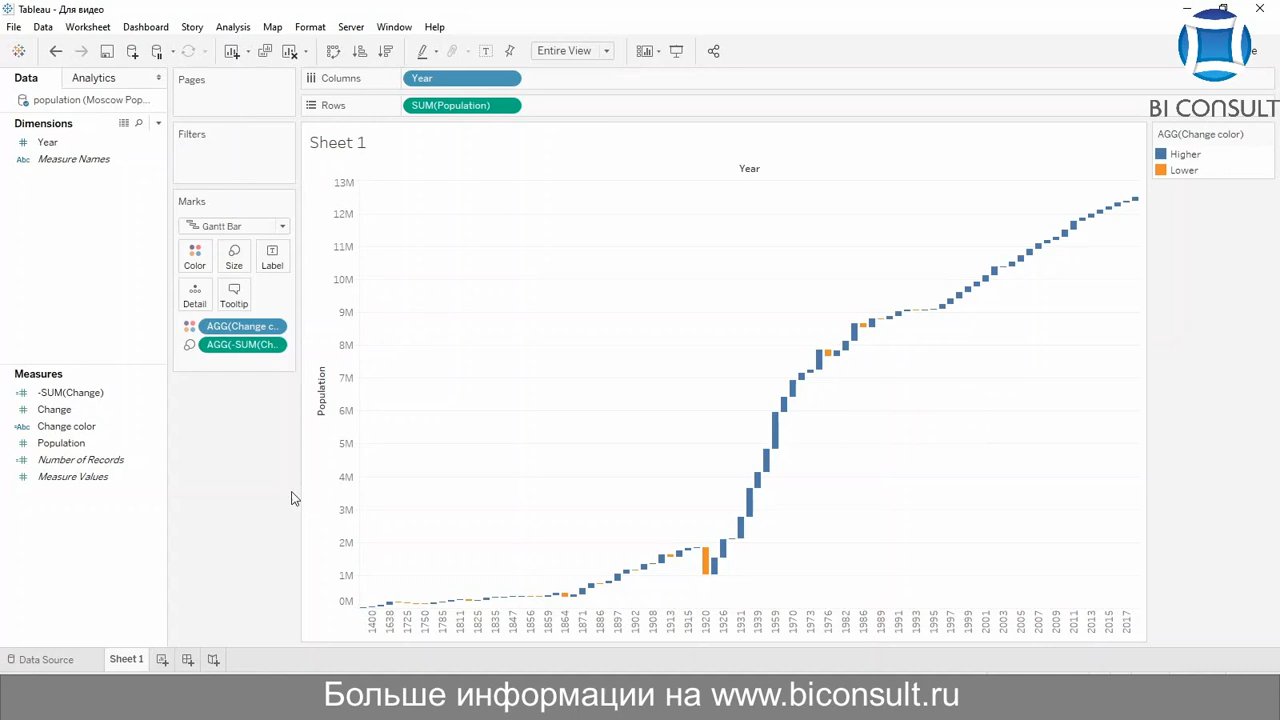 Tableau - Для видео
File Data Worksheet Dashboard Story Analysis Map Format Server Window Help
Entire View
Data Analytics
population (Moscow Pop...
Dimensions
Year
Abc Measure Names
Measures
-SUM(Change)
Change
=Abc Change color
Population
Number of Records
Measure Values
Pages
Filters
Marks
Gantt Bar
Color Size Label
Detail Tooltip
AGG(Change c..
AGG(-SUM(Ch..
Columns Year
Rows SUM(Population)
Sheet 1
Year
Population
13M
12M
11M
10M
9M
8M
7M
6M
5M
4M
3M
2M
1M
0M
1400 1638 1725 1750 1785 1811 1825 1835 1847 1856 1859 1864 1871 1886 1897 1902 1908 1913 1915 1920 1926 1931 1939 1959 1970 1973 1976 1982 1986 1989 1991 1993 1995 1997 1999 2001 2003 2005 2007 2009 2011 2013 2015 2017
BI CONSULT
AGG(Change color)
Higher
Lower
Data Source Sheet 1
Больше информации на www.biconsult.ru